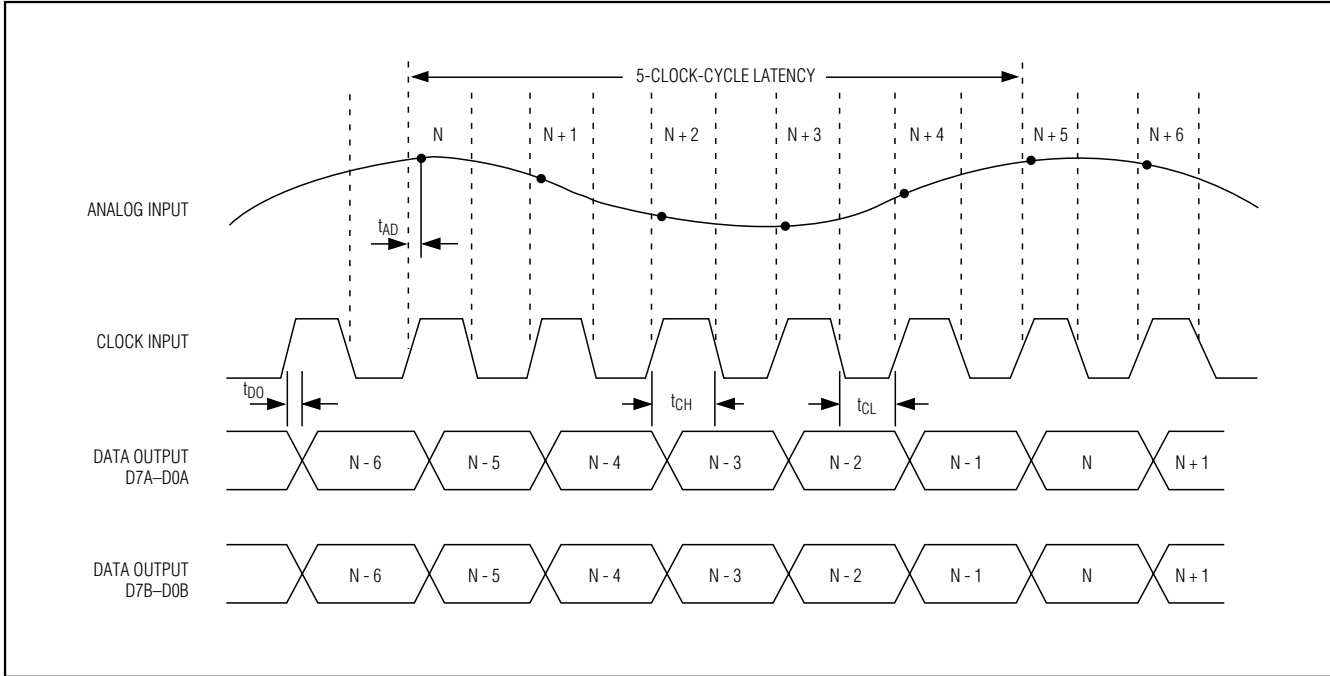 5-CLOCK-CYCLE LATENCY
N N + 1 N + 2 N + 3 N + 4 N + 5 N + 6
ANALOG INPUT
tAD
CLOCK INPUT
tDO
tCH
tCL
DATA OUTPUT
D7A–D0A
N - 6 N - 5 N - 4 N - 3 N - 2 N - 1 N N + 1
DATA OUTPUT
D7B–D0B
N - 6 N - 5 N - 4 N - 3 N - 2 N - 1 N N + 1